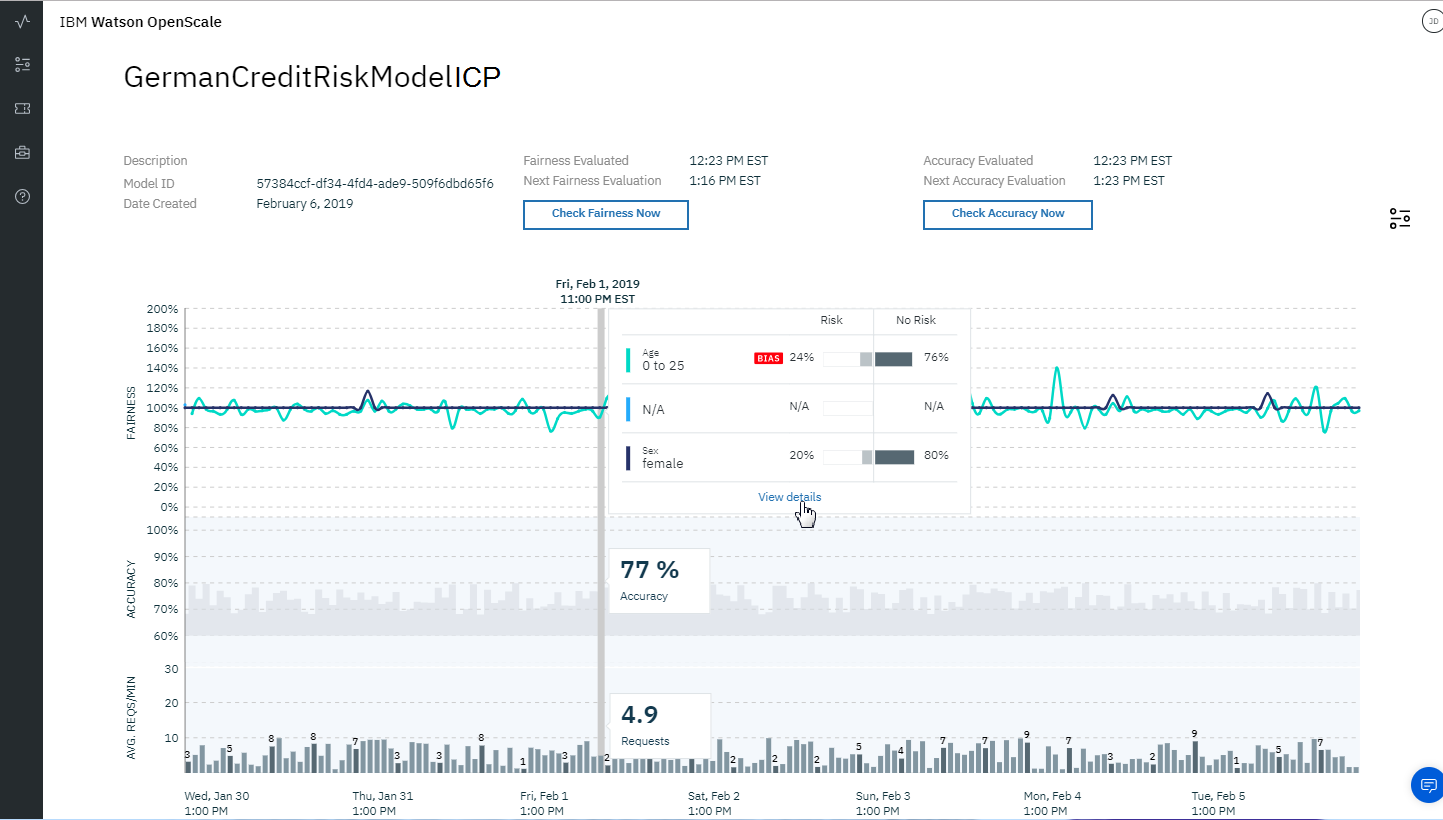 IBM Watson OpenScale
JD
GermanCreditRiskModelICP
Description
Model ID 57384ccf-df34-4fd4-ade9-509f6dbd65f6
Date Created February 6, 2019
Fairness Evaluated 12:23 PM EST
Next Fairness Evaluation 1:16 PM EST
Check Fairness Now
Accuracy Evaluated 12:23 PM EST
Next Accuracy Evaluation 1:23 PM EST
Check Accuracy Now
Fri, Feb 1, 2019
11:00 PM EST
FAIRNESS
200%
180%
160%
140%
120%
100%
80%
60%
40%
20%
0%
Risk No Risk
Age
0 to 25 BIAS 24% 76%
N/A N/A N/A
Sex
female 20% 80%
View details
ACCURACY
100%
90%
80%
70%
60%
77 %
Accuracy
AVG. REQS/MIN
30
20
10
4.9
Requests
3 5 8 8 7 3 3 8 1 3 2 2 2 2 5 4 7 7 9 7 3 2 9 1 5 7
Wed, Jan 30 Thu, Jan 31 Fri, Feb 1 Sat, Feb 2 Sun, Feb 3 Mon, Feb 4 Tue, Feb 5
1:00 PM 1:00 PM 1:00 PM 1:00 PM 1:00 PM 1:00 PM 1:00 PM